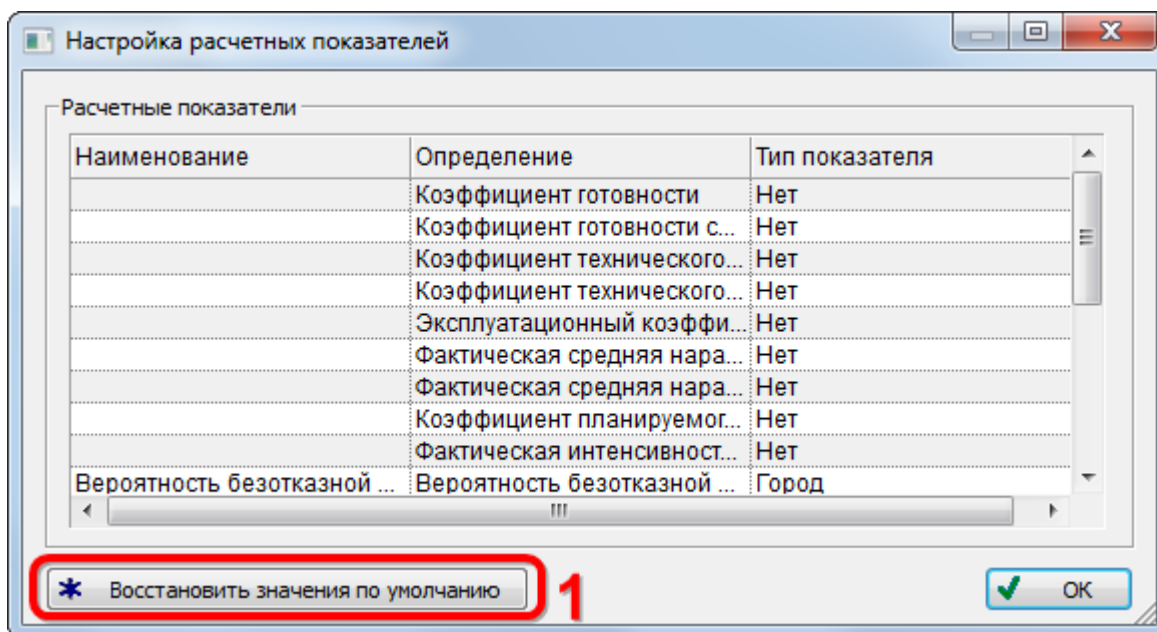 Настройка расчетных показателей
Расчетные показатели
Наименование Определение Тип показателя
Коэффициент готовности Нет
Коэффициент готовности с... Нет
Коэффициент технического... Нет
Коэффициент технического... Нет
Эксплуатационный коэффи... Нет
Фактическая средняя нара... Нет
Фактическая средняя нара... Нет
Коэффициент планируемог... Нет
Фактическая интенсивност... Нет
Вероятность безотказной ... Вероятность безотказной ... Город
Восстановить значения по умолчанию 1 ОК